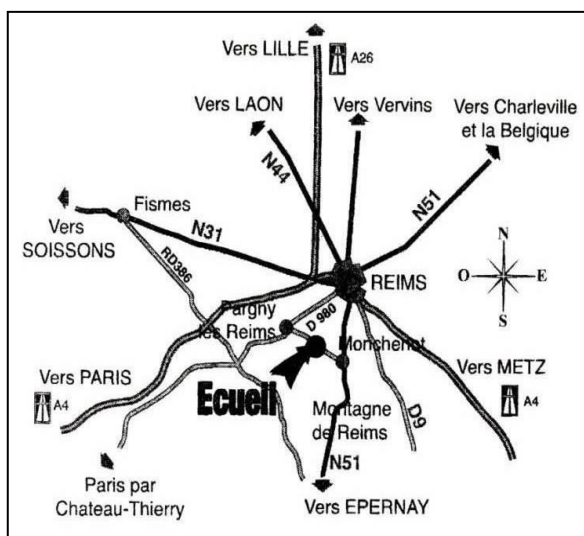 Vers LILLE
A26
Vers LAON
Vers Vervins
Vers Charleville
et la Belgique
N44
N51
Fismes
Vers
SOISSONS
N31
RD386
N
O
E
S
REIMS
Pargny
les Reims
D 980
Monchenot
Vers PARIS
A4
Ecueil
Vers METZ
A4
Montagne
de Reims
D9
N51
Paris par
Chateau-Thierry
Vers EPERNAY